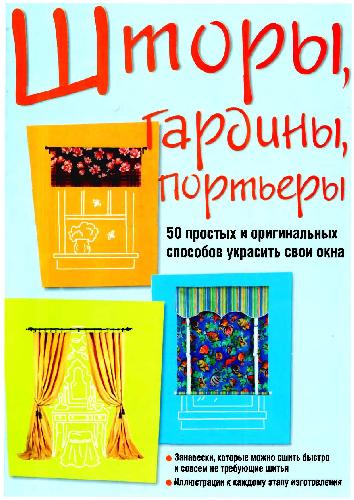 Шторы,
гардины,
портьеры
50 простых и оригинальных
способов украсить свои окна
Занавески, которые можно сшить быстро
и совсем не требующие шитья
Иллюстрации к каждому этапу изготовления